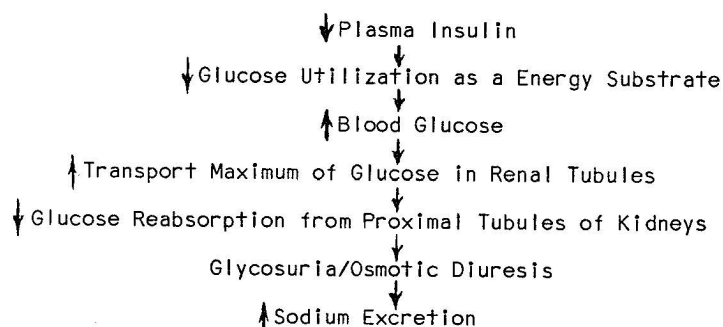 ↓ Plasma Insulin
↓ Glucose Utilization as a Energy Substrate
↑ Blood Glucose
↑ Transport Maximum of Glucose in Renal Tubules
↓ Glucose Reabsorption from Proximal Tubules of Kidneys
Glycosuria/Osmotic Diuresis
↑ Sodium Excretion